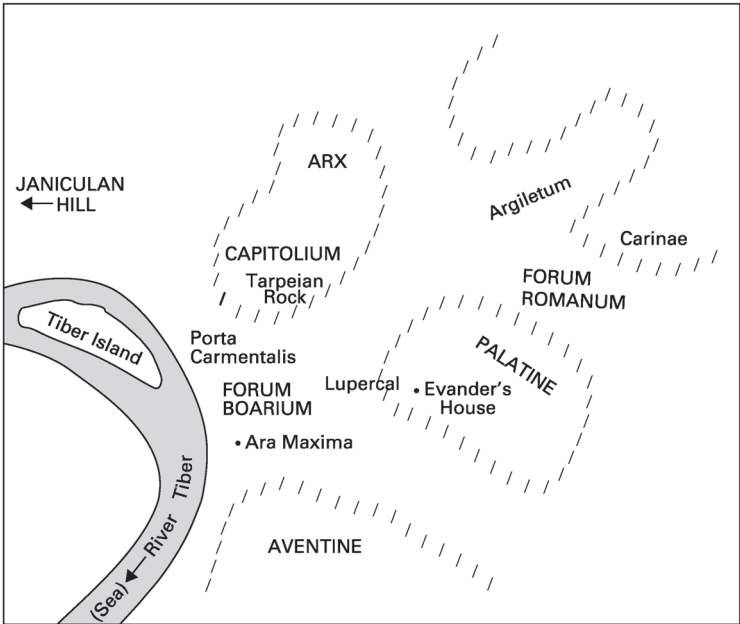 ARX
JANICULAN
HILL
Argiletum
Carinae
CAPITOLIUM
Tarpeian
Rock
FORUM
ROMANUM
Tiber Island
Porta
Carmentalis
PALATINE
Lupercal
Evander's
House
FORUM
BOARIUM
Ara Maxima
River Tiber
(Sea)
AVENTINE